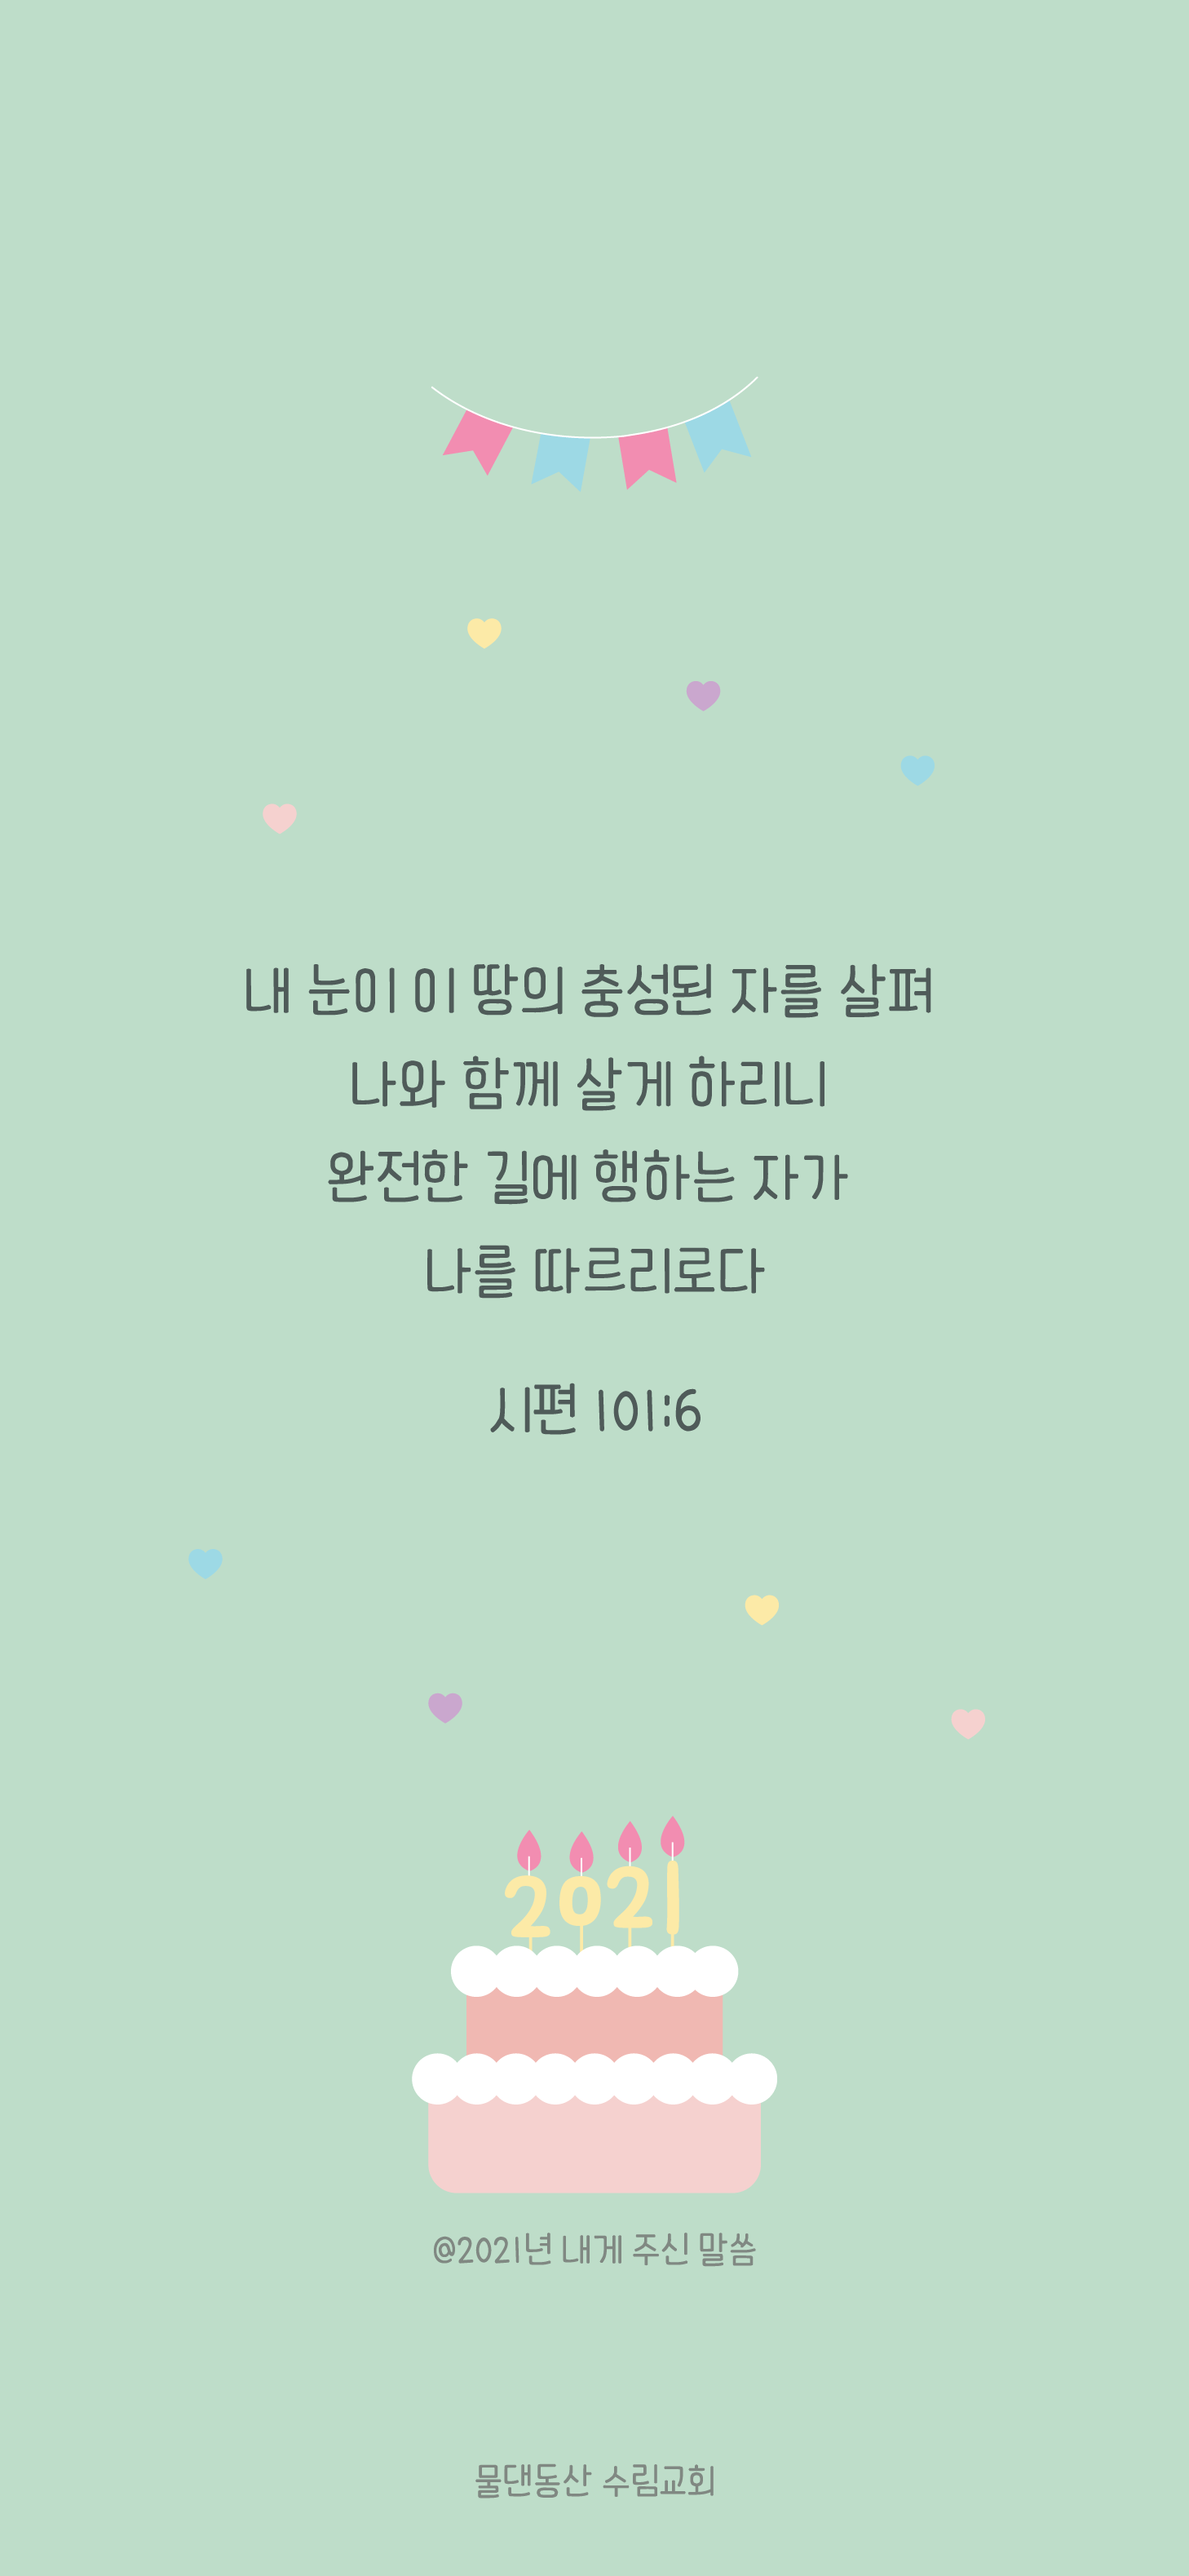 내 눈이 이 땅의 충성된 자를 살펴
나와 함께 살게 하리니
완전한 길에 행하는 자가
나를 따르리로다
시편 101:6
2021
@2021년 내게 주신 말씀
물댄동산 수림교회